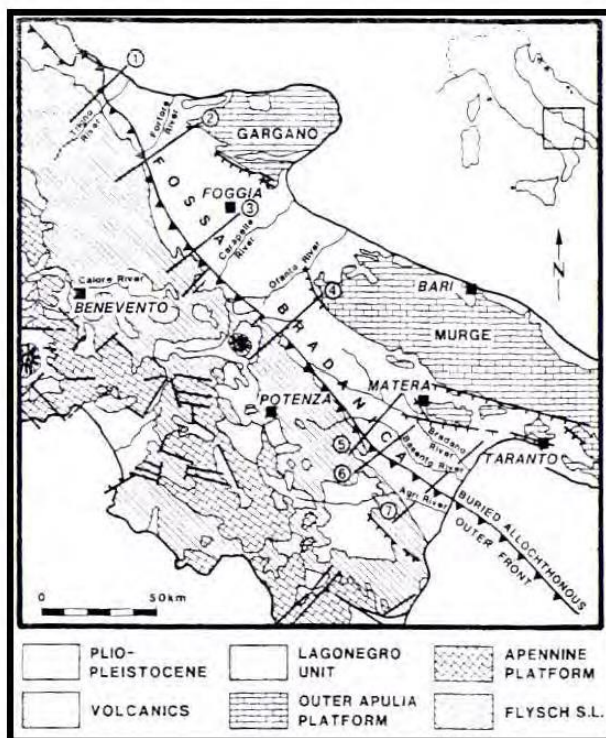 1
Trigno
River
Fortore
River
2
GARGANO
FOSSA
FOGGIA
3
Carapelle
River
Ofanto River
4
N
BARI
Calore River
BENEVENTO
MURGE
BRADANICA
MATERA
POTENZA
Bradano
River
5
Basento River
6
TARANTO
Agri River
7
BURIED ALLOCHTHONOUS
OUTER FRONT
0 50km
PLIO-
PLEISTOCENE
LAGONEGRO
UNIT
APENNINE
PLATFORM
VOLCANICS
OUTER APULIA
PLATFORM
FLYSCH S.L.